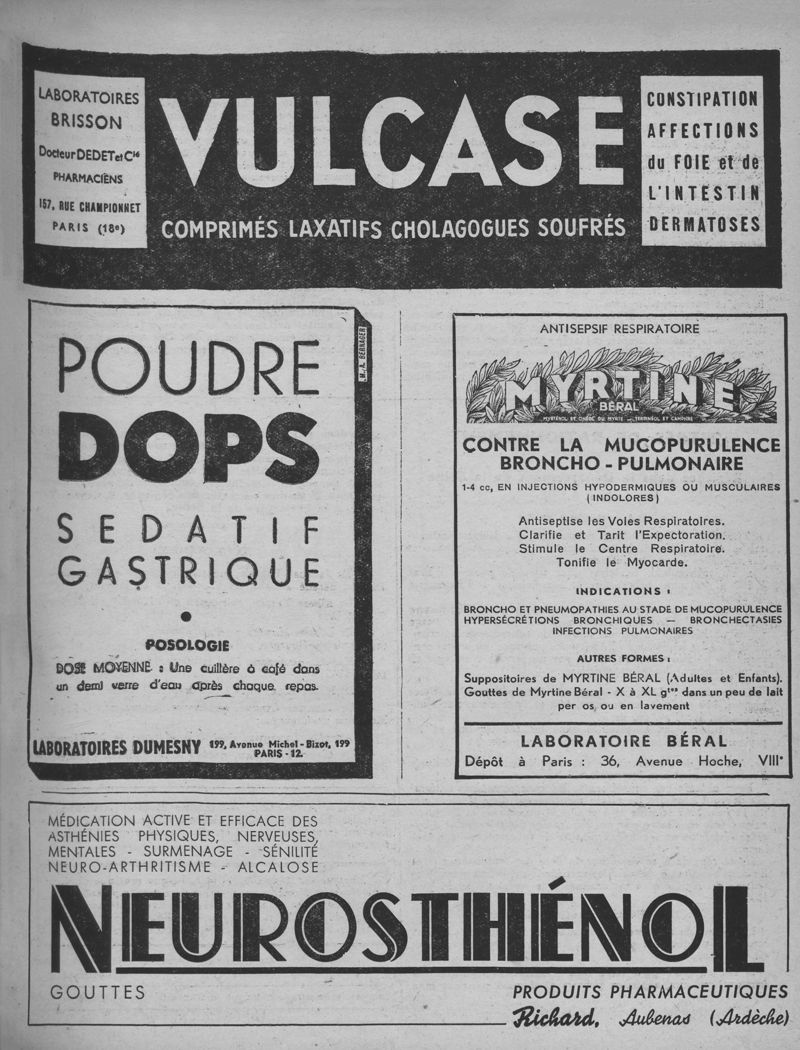 LABORATOIRES
BRISSON
Docteur DEDET et Cie
PHARMACIENS
157, RUE CHAMPIONNET
PARIS (18e)
VULCASE
COMPRIMÉS LAXATIFS CHOLAGOGUES SOUFRÉS
CONSTIPATION
AFFECTIONS
du FOIE et de
L'INTESTIN
DERMATOSES
POUDRE
DOPS
SEDATIF
GASTRIQUE
POSOLOGIE
DOSE MOYENNE : Une cuillère à café dans
un demi verre d'eau après chaque repas.
LABORATOIRES DUMESNY 199, Avenue Michel-Bizot, 199
PARIS-12.
ANTISEPSIF RESPIRATOIRE
MYRTINE
BÉRAL
CONTRE LA MUCOPURULENCE
BRONCHO-PULMONAIRE
1-4 cc, EN INJECTIONS HYPODERMIQUES OU MUSCULAIRES
(INDOLORES)
Antiseptise les Voies Respiratoires.
Clarifie et Tarit l'Expectoration.
Stimule le Centre Respiratoire.
Tonifie le Myocarde.
INDICATIONS :
BRONCHO ET PNEUMOPATHIES AU STADE DE MUCOPURULENCE
HYPERSÉCRÉTIONS BRONCHIQUES — BRONCHECTASIES
INFECTIONS PULMONAIRES
AUTRES FORMES :
Suppositoires de MYRTINE BÉRAL (Adultes et Enfants).
Gouttes de Myrtine Béral - X à XL gtes dans un peu de lait
per os, ou en lavement
LABORATOIRE BÉRAL
Dépôt à Paris : 36, Avenue Hoche, VIIIe
MÉDICATION ACTIVE ET EFFICACE DES
ASTHÉNIES PHYSIQUES, NERVEUSES,
MENTALES - SURMENAGE - SÉNILITÉ
NEURO-ARTHRITISME - ALCALOSE
NEUROSTHÉNOL
GOUTTES
PRODUITS PHARMACEUTIQUES
Richard, Aubenas (Ardèche)